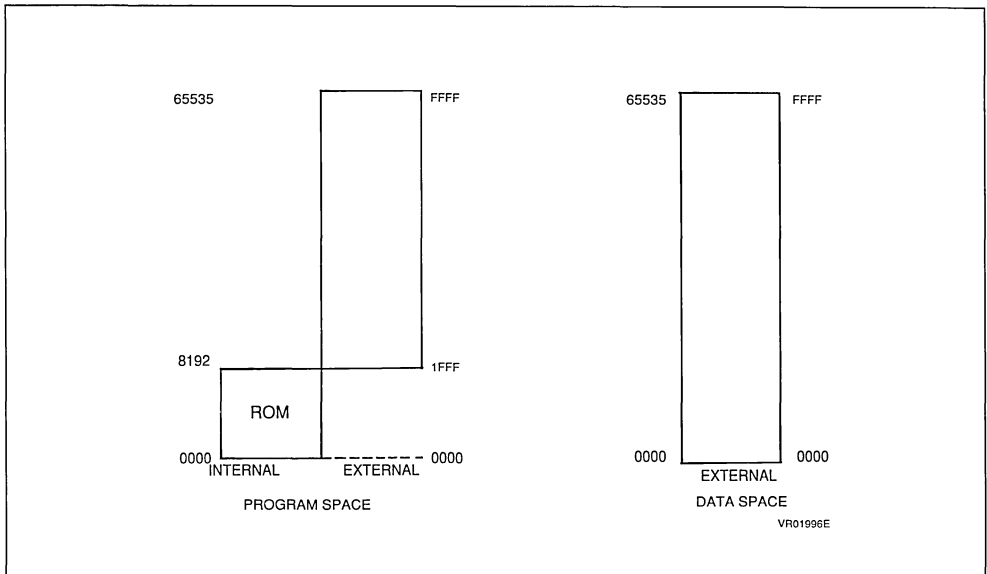 65535 FFFF 65535 FFFF
8192 1FFF
ROM
0000 0000 0000 0000
INTERNAL EXTERNAL EXTERNAL
PROGRAM SPACE DATA SPACE
VR01996E